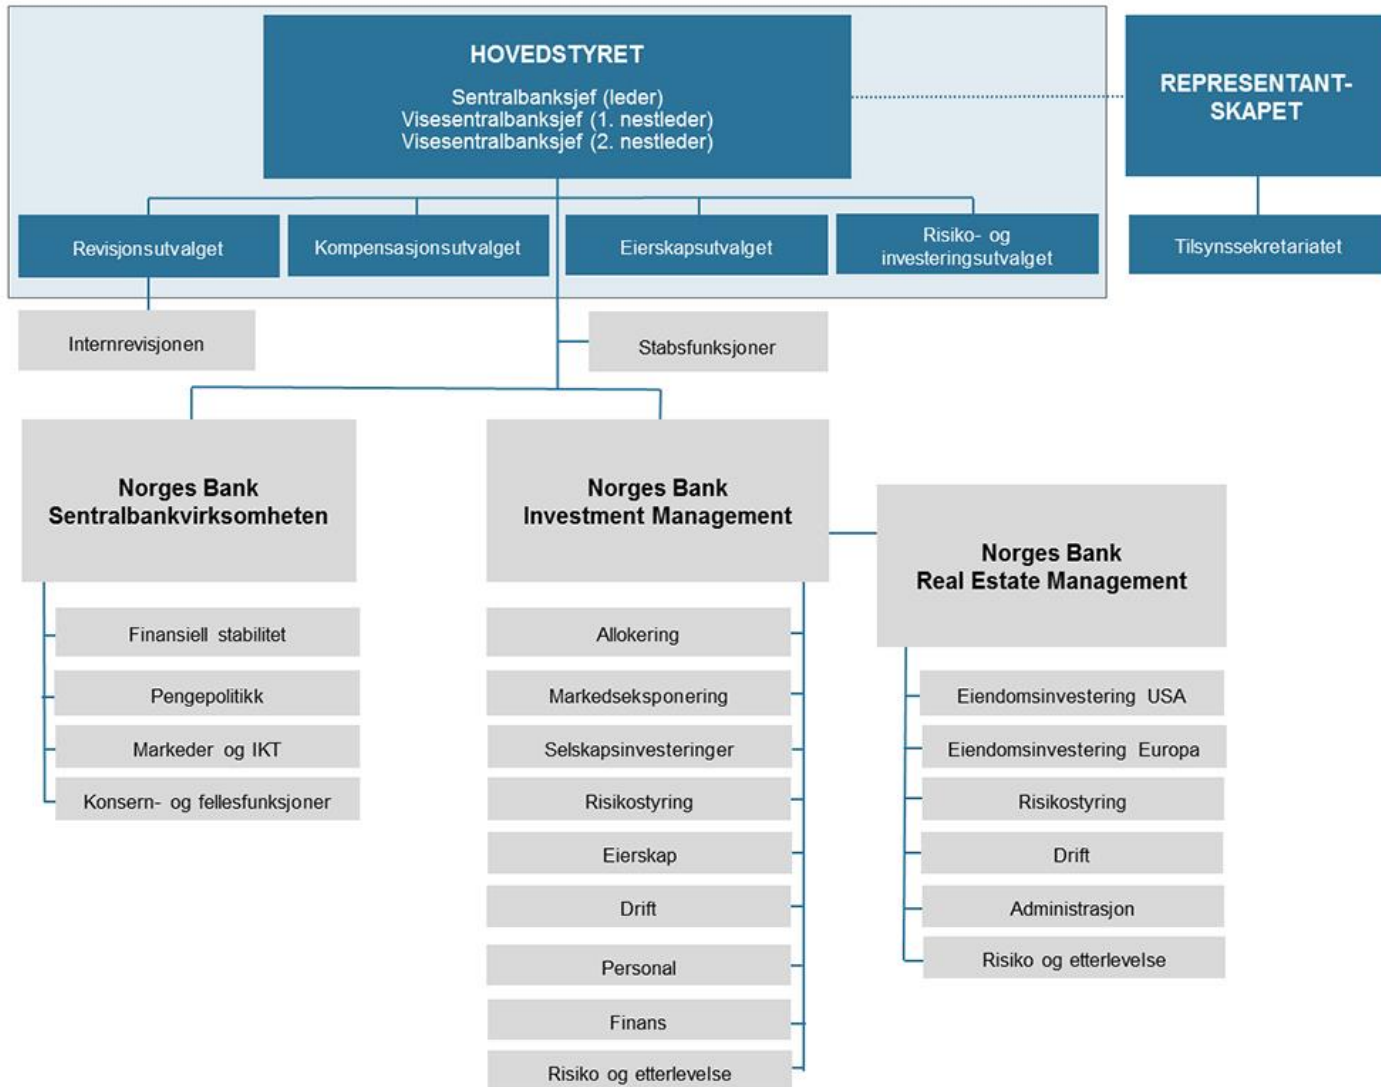 HOVEDSTYRET
Sentralbanksjef (leder)
Visesentralbanksjef (1. nestleder)
Visesentralbanksjef (2. nestleder)
REPRESENTANT-
SKAPET
Revisjonsutvalget
Kompensasjonsutvalget
Eierskapsutvalget
Risiko- og
investeringsutvalget
Tilsynssekretariatet
Internrevisjonen
Stabsfunksjoner
Norges Bank
Sentralbankvirksomheten
Finansiell stabilitet
Pengepolitikk
Markeder og IKT
Konsern- og fellesfunksjoner
Norges Bank
Investment Management
Allokering
Markedseksponering
Selskapsinvesteringer
Risikostyring
Eierskap
Drift
Personal
Finans
Risiko og etterlevelse
Norges Bank
Real Estate Management
Eiendomsinvestering USA
Eiendomsinvestering Europa
Risikostyring
Drift
Administrasjon
Risiko og etterlevelse